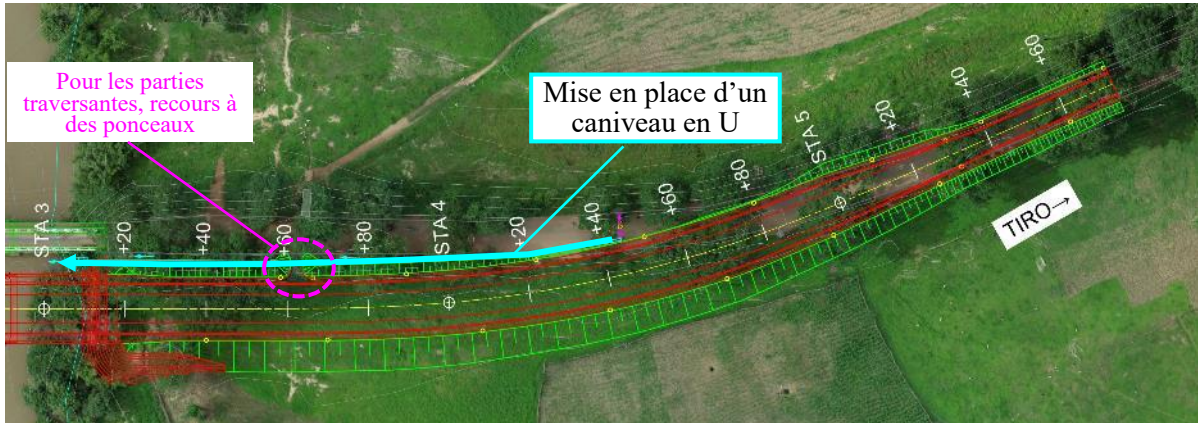 Pour les parties
traversantes, recours à
des ponceaux
Mise en place d’un
caniveau en U
STA 3
+20
+40
+60
+80
STA 4
+20
+40
+60
+80
STA 5
+20
+40
+60
TIRO→